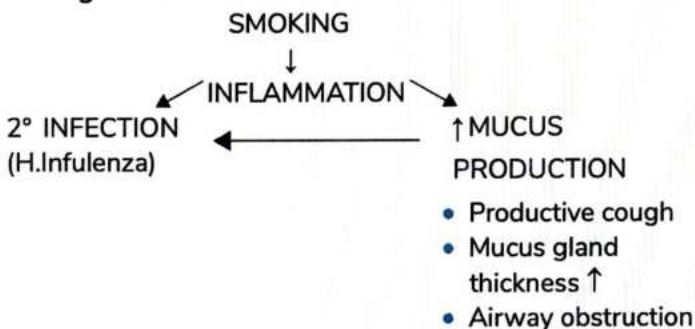 SMOKING
↓
INFLAMMATION
2° INFECTION
(H.Infulenza)
↑MUCUS
PRODUCTION
• Productive cough
• Mucus gland
thickness ↑
• Airway obstruction